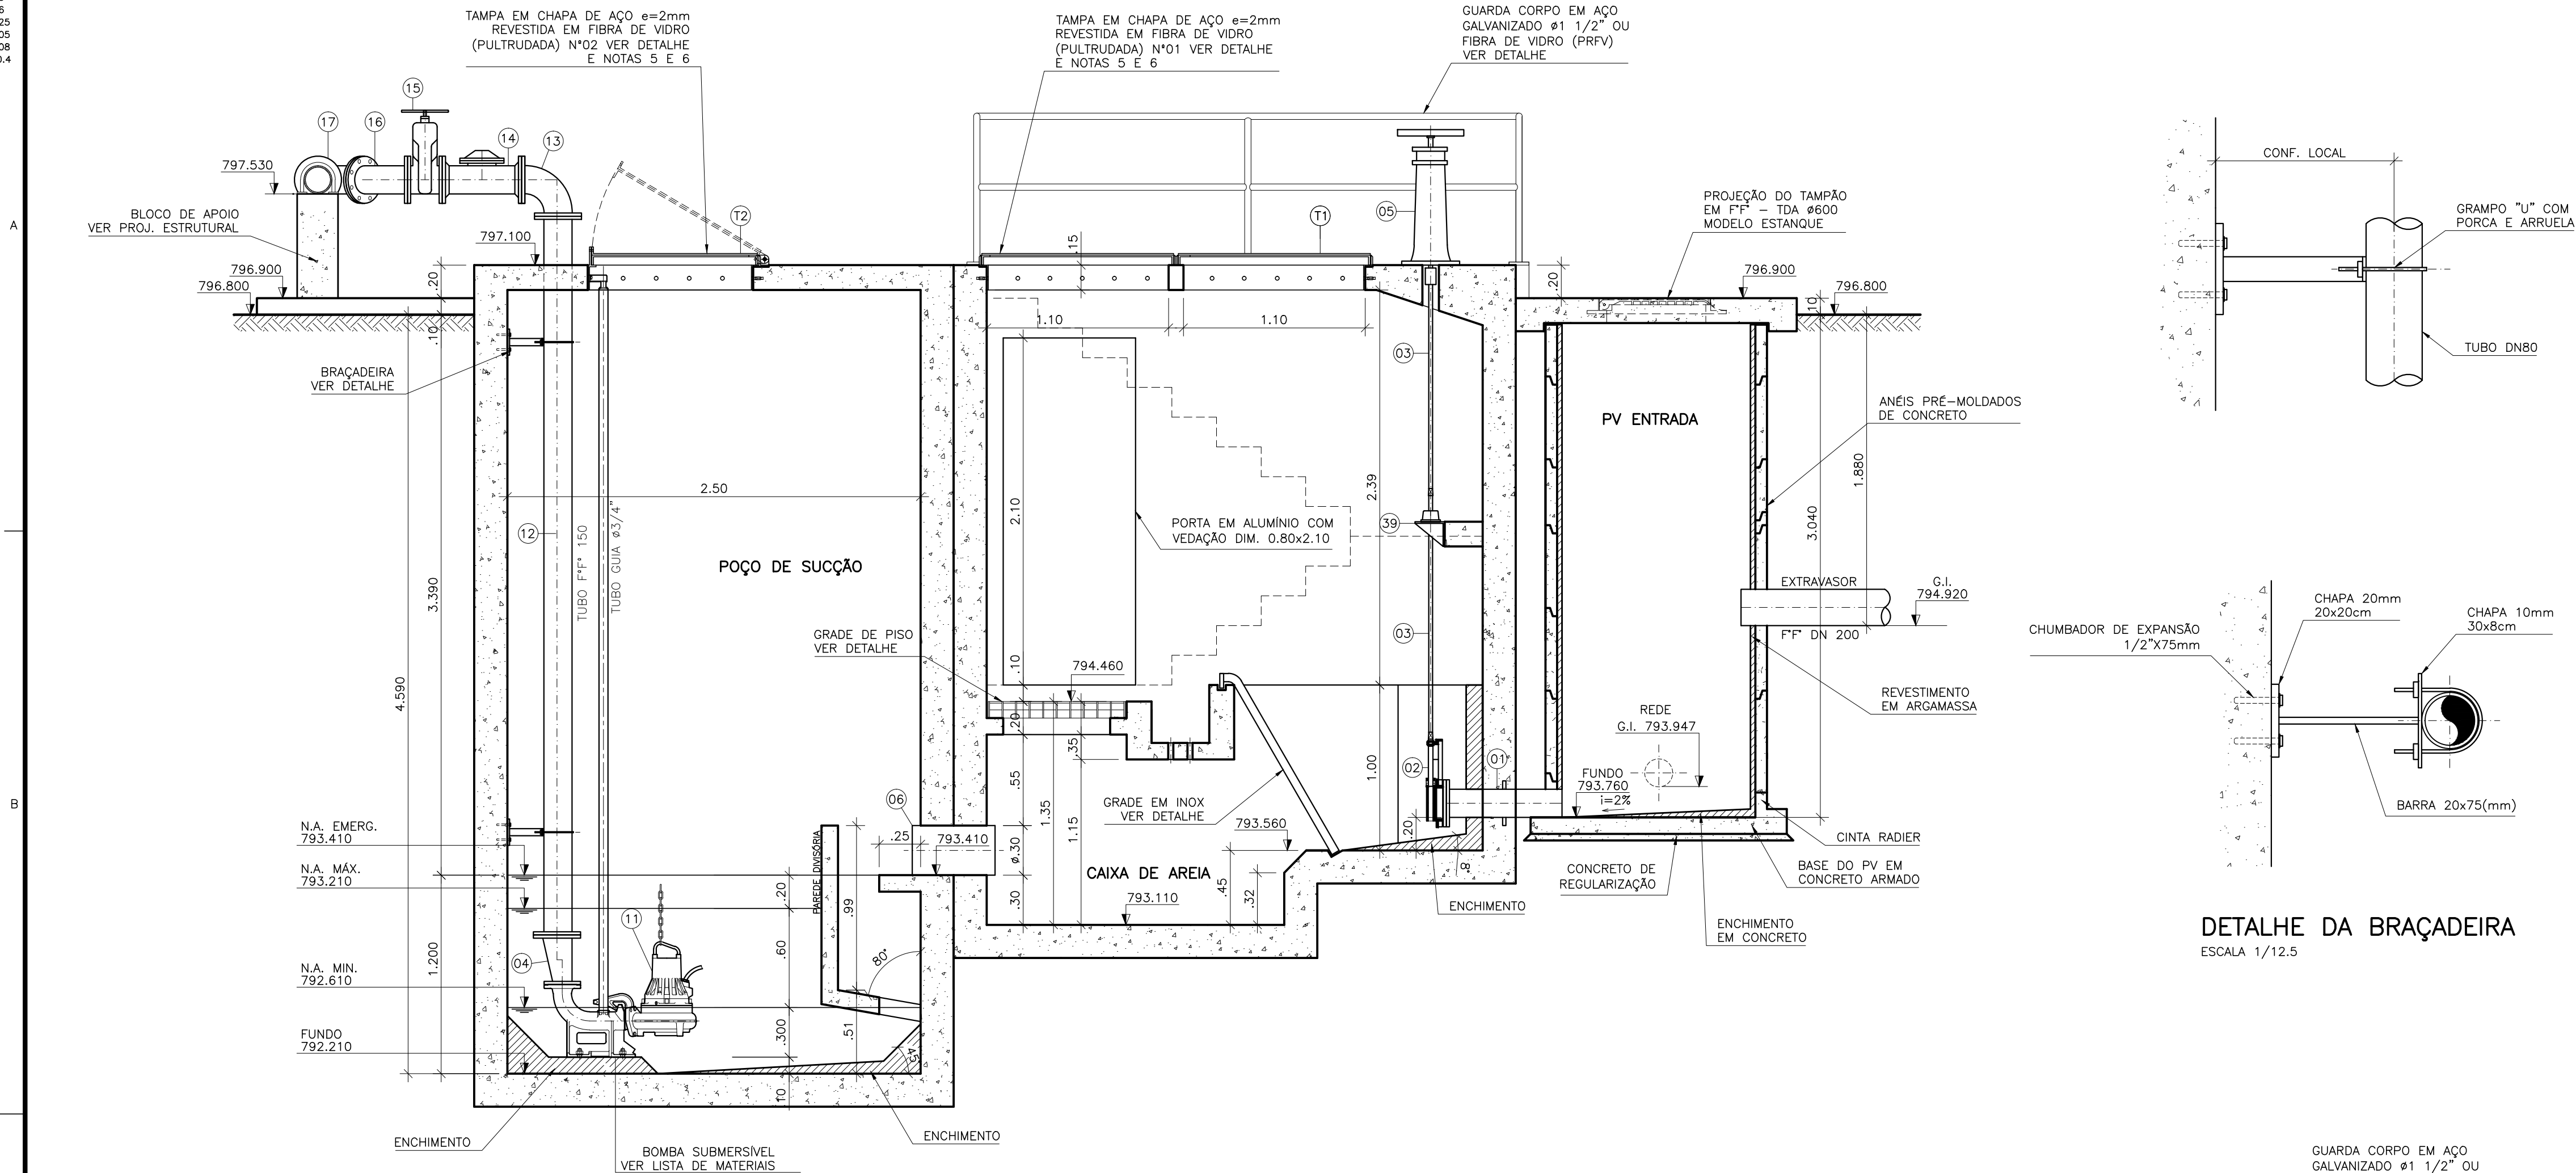 6
25
05
08
0.4
A
B
TAMPA EM CHAPA DE AÇO e=2mm
REVESTIDA EM FIBRA DE VIDRO
(PULTRUDADA) N°02 VER DETALHE
E NOTAS 5 E 6
TAMPA EM CHAPA DE AÇO e=2mm
REVESTIDA EM FIBRA DE VIDRO
(PULTRUDADA) N°01 VER DETALHE
E NOTAS 5 E 6
GUARDA CORPO EM AÇO
GALVANIZADO ø1 1/2" OU
FIBRA DE VIDRO (PRFV)
VER DETALHE
15
17
16
14
13
797.530
BLOCO DE APOIO
VER PROJ. ESTRUTURAL
797.100
796.900
796.800
.20
.10
T2
T1
05
.15
1.10
1.10
PROJEÇÃO DO TAMPÃO
EM F°F° – TDA ø600
MODELO ESTANQUE
796.900
796.800
.20
.10
BRAÇADEIRA
VER DETALHE
2.50
12
TUBO F°F° 150
TUBO GUIA ø3/4"
POÇO DE SUCÇÃO
3.390
4.590
1.200
2.10
PORTA EM ALUMÍNIO COM
VEDAÇÃO DIM. 0.80x2.10
2.39
03
39
03
PV ENTRADA
ANÉIS PRÉ–MOLDADOS
DE CONCRETO
1.880
3.040
EXTRAVASOR
G.I.
794.920
F°F° DN 200
GRADE DE PISO
VER DETALHE
.10
794.460
.20
.35
.55
1.35
1.15
1.00
02
01
REDE
G.I. 793.947
FUNDO
793.760
i=2%
REVESTIMENTO
EM ARGAMASSA
GRADE EM INOX
VER DETALHE
793.560
.20
8°
06
.25
793.410
ø.30
.30
CAIXA DE AREIA
793.110
.45
.32
ENCHIMENTO
CONCRETO DE
REGULARIZAÇÃO
ENCHIMENTO
EM CONCRETO
BASE DO PV EM
CONCRETO ARMADO
CINTA RADIER
N.A. EMERG.
793.410
N.A. MÁX.
793.210
N.A. MIN.
792.610
FUNDO
792.210
04
11
.20
.60
.300
.10
PAREDE DIVISÓRIA
.99
.51
80°
45°
ENCHIMENTO
BOMBA SUBMERSÍVEL
VER LISTA DE MATERIAIS
ENCHIMENTO
CONF. LOCAL
GRAMPO "U" COM
PORCA E ARRUELA
TUBO DN80
CHUMBADOR DE EXPANSÃO
1/2"X75mm
CHAPA 20mm
20x20cm
CHAPA 10mm
30x8cm
BARRA 20x75(mm)
DETALHE DA BRAÇADEIRA
ESCALA 1/12.5
GUARDA CORPO EM AÇO
GALVANIZADO ø1 1/2" OU